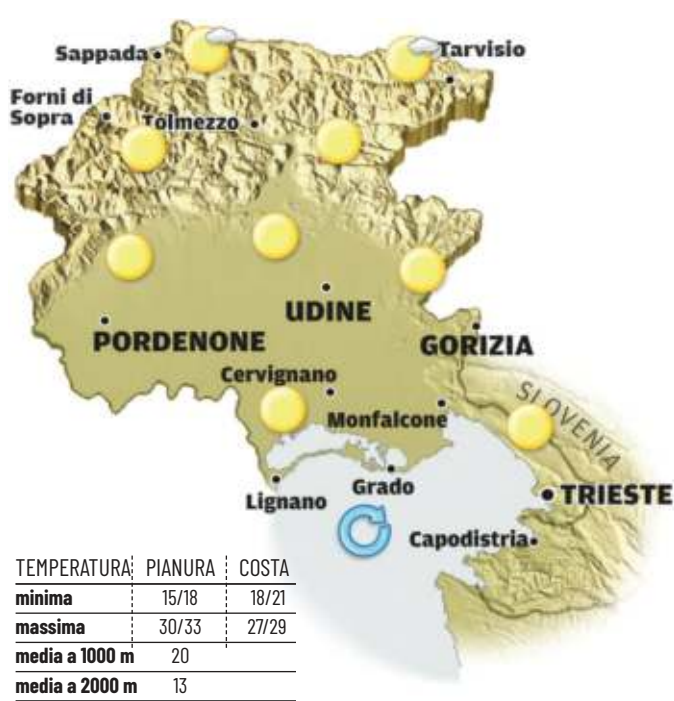 Sappada
Tarvisio
Forni di
Sopra
Tolmezzo
UDINE
PORDENONE
GORIZIA
Cervignano
SLOVENIA
Monfalcone
Grado
Lignano
TRIESTE
Capodistria
TEMPERATURA PIANURA COSTA
minima 15/18 18/21
massima 30/33 27/29
media a 1000 m 20
media a 2000 m 13